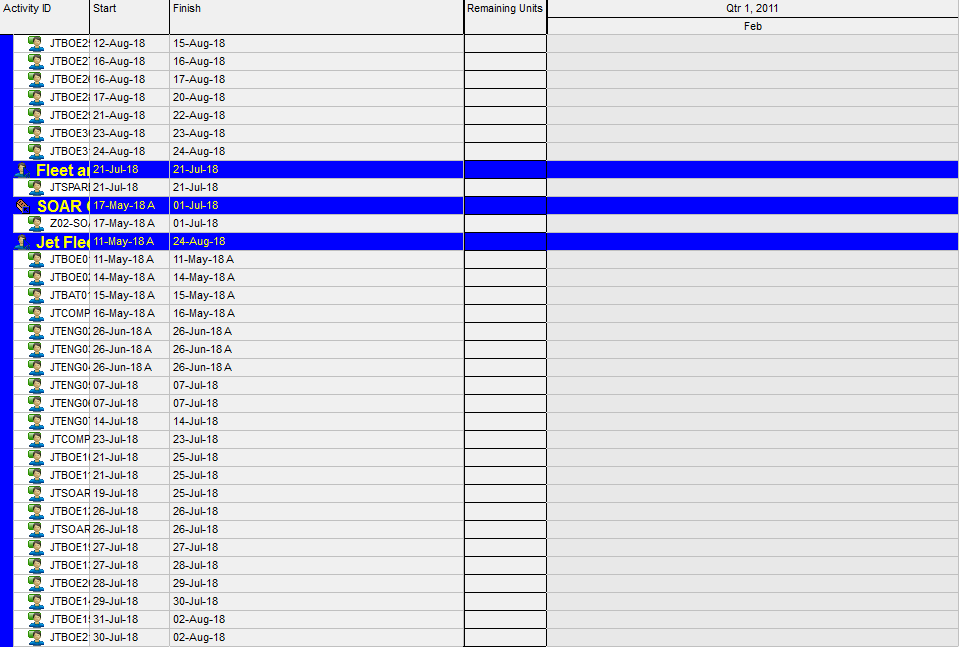 Activity ID Start Finish Remaining Units Qtr 1, 2011
Feb
JTBOE 12-Aug-18 15-Aug-18
JTBOE 16-Aug-18 16-Aug-18
JTBOE 16-Aug-18 17-Aug-18
JTBOE 17-Aug-18 20-Aug-18
JTBOE 21-Aug-18 22-Aug-18
JTBOE 23-Aug-18 23-Aug-18
JTBOE 24-Aug-18 24-Aug-18
Fleet 21-Jul-18 21-Jul-18
JTSPAR 21-Jul-18 21-Jul-18
SOAR 17-May-18 A 01-Jul-18
Z02-SO 17-May-18 A 01-Jul-18
Jet Flee 11-May-18 A 24-Aug-18
JTBOE0 11-May-18 A 11-May-18 A
JTBOE0 14-May-18 A 14-May-18 A
JTBAT0 15-May-18 A 15-May-18 A
JTCOMP 16-May-18 A 16-May-18 A
JTENG0 26-Jun-18 A 26-Jun-18 A
JTENG0 26-Jun-18 A 26-Jun-18 A
JTENG0 26-Jun-18 A 26-Jun-18 A
JTENG0 07-Jul-18 07-Jul-18
JTENG0 07-Jul-18 07-Jul-18
JTENG0 14-Jul-18 14-Jul-18
JTCOMP 23-Jul-18 23-Jul-18
JTBOE1 21-Jul-18 25-Jul-18
JTBOE1 21-Jul-18 25-Jul-18
JTSOAR 19-Jul-18 25-Jul-18
JTBOE1 26-Jul-18 26-Jul-18
JTSOAR 26-Jul-18 26-Jul-18
JTBOE1 27-Jul-18 27-Jul-18
JTBOE1 27-Jul-18 28-Jul-18
JTBOE2 28-Jul-18 29-Jul-18
JTBOE1 29-Jul-18 30-Jul-18
JTBOE1 31-Jul-18 02-Aug-18
JTBOE2 30-Jul-18 02-Aug-18